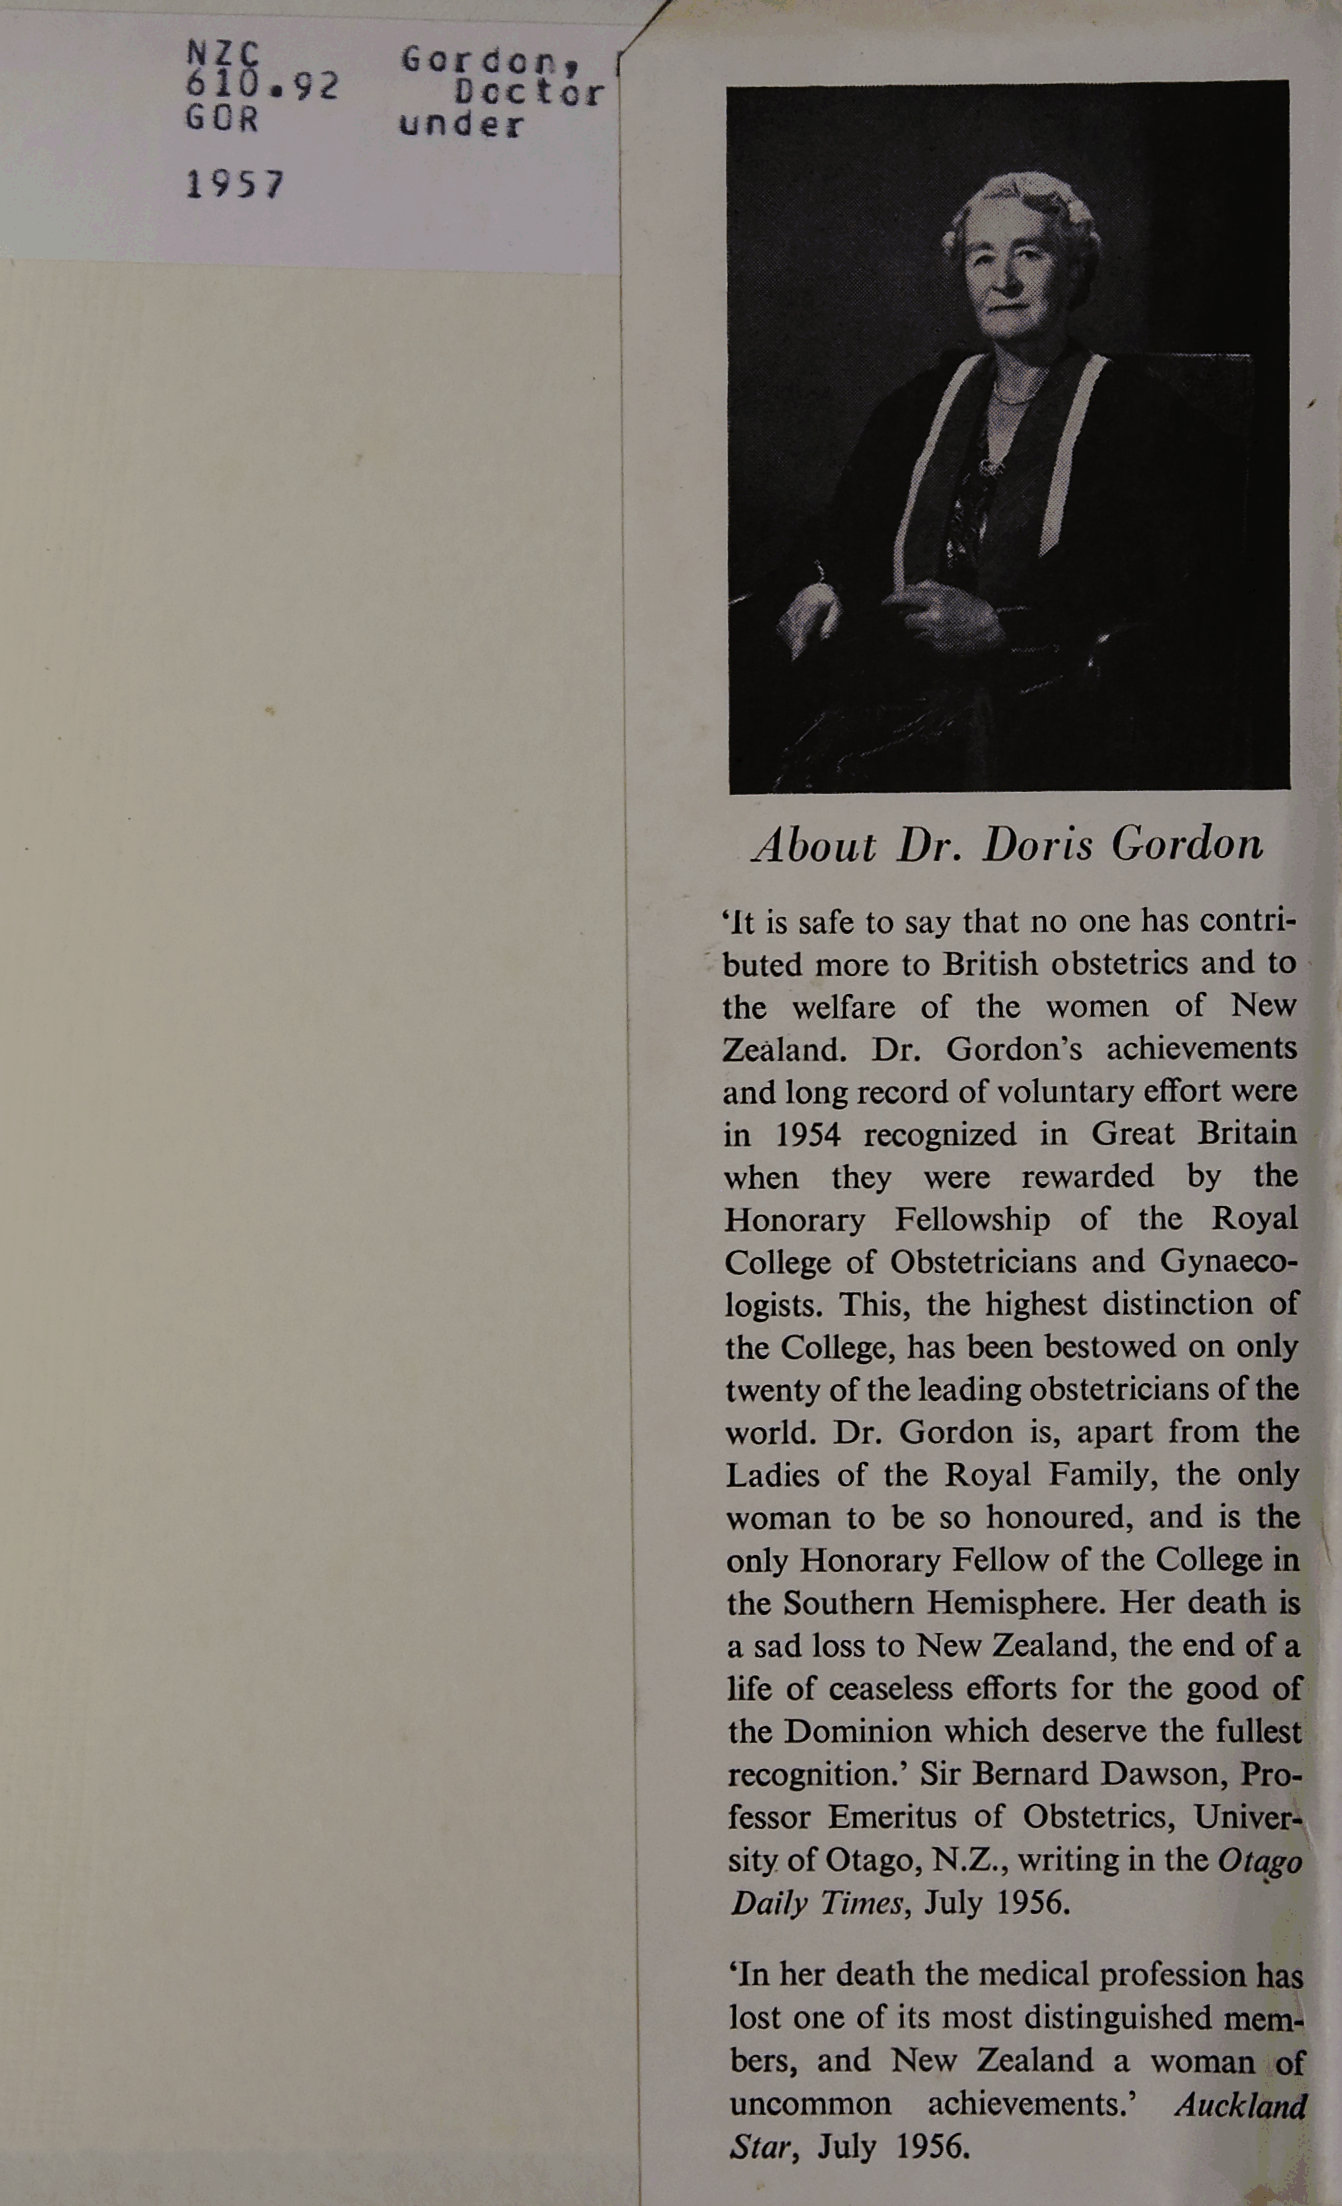 NZC
610.92
GOR
1957
Gordon,
Doctor
under
About Dr. Doris Gordon
‘It is safe to say that no one has contri-
buted more to British obstetrics and to
the welfare of the women of New
Zealand. Dr. Gordon’s achievements
and long record of voluntary effort were
in 1954 recognized in Great Britain
when they were rewarded by the
Honorary Fellowship of the Royal
College of Obstetricians and Gynaeco-
logists. This, the highest distinction of
the College, has been bestowed on only
twenty of the leading obstetricians of the
world. Dr. Gordon is, apart from the
Ladies of the Royal Family, the only
woman to be so honoured, and is the
only Honorary Fellow of the College in
the Southern Hemisphere. Her death is
a sad loss to New Zealand, the end of a
life of ceaseless efforts for the good of
the Dominion which deserve the fullest
recognition.’ Sir Bernard Dawson, Pro-
fessor Emeritus of Obstetrics, Univer-
sity of Otago, N.Z., writing in the Otago
Daily Times, July 1956.
‘In her death the medical profession has
lost one of its most distinguished mem-
bers, and New Zealand a woman of
uncommon achievements.’ Auckland
Star, July 1956.